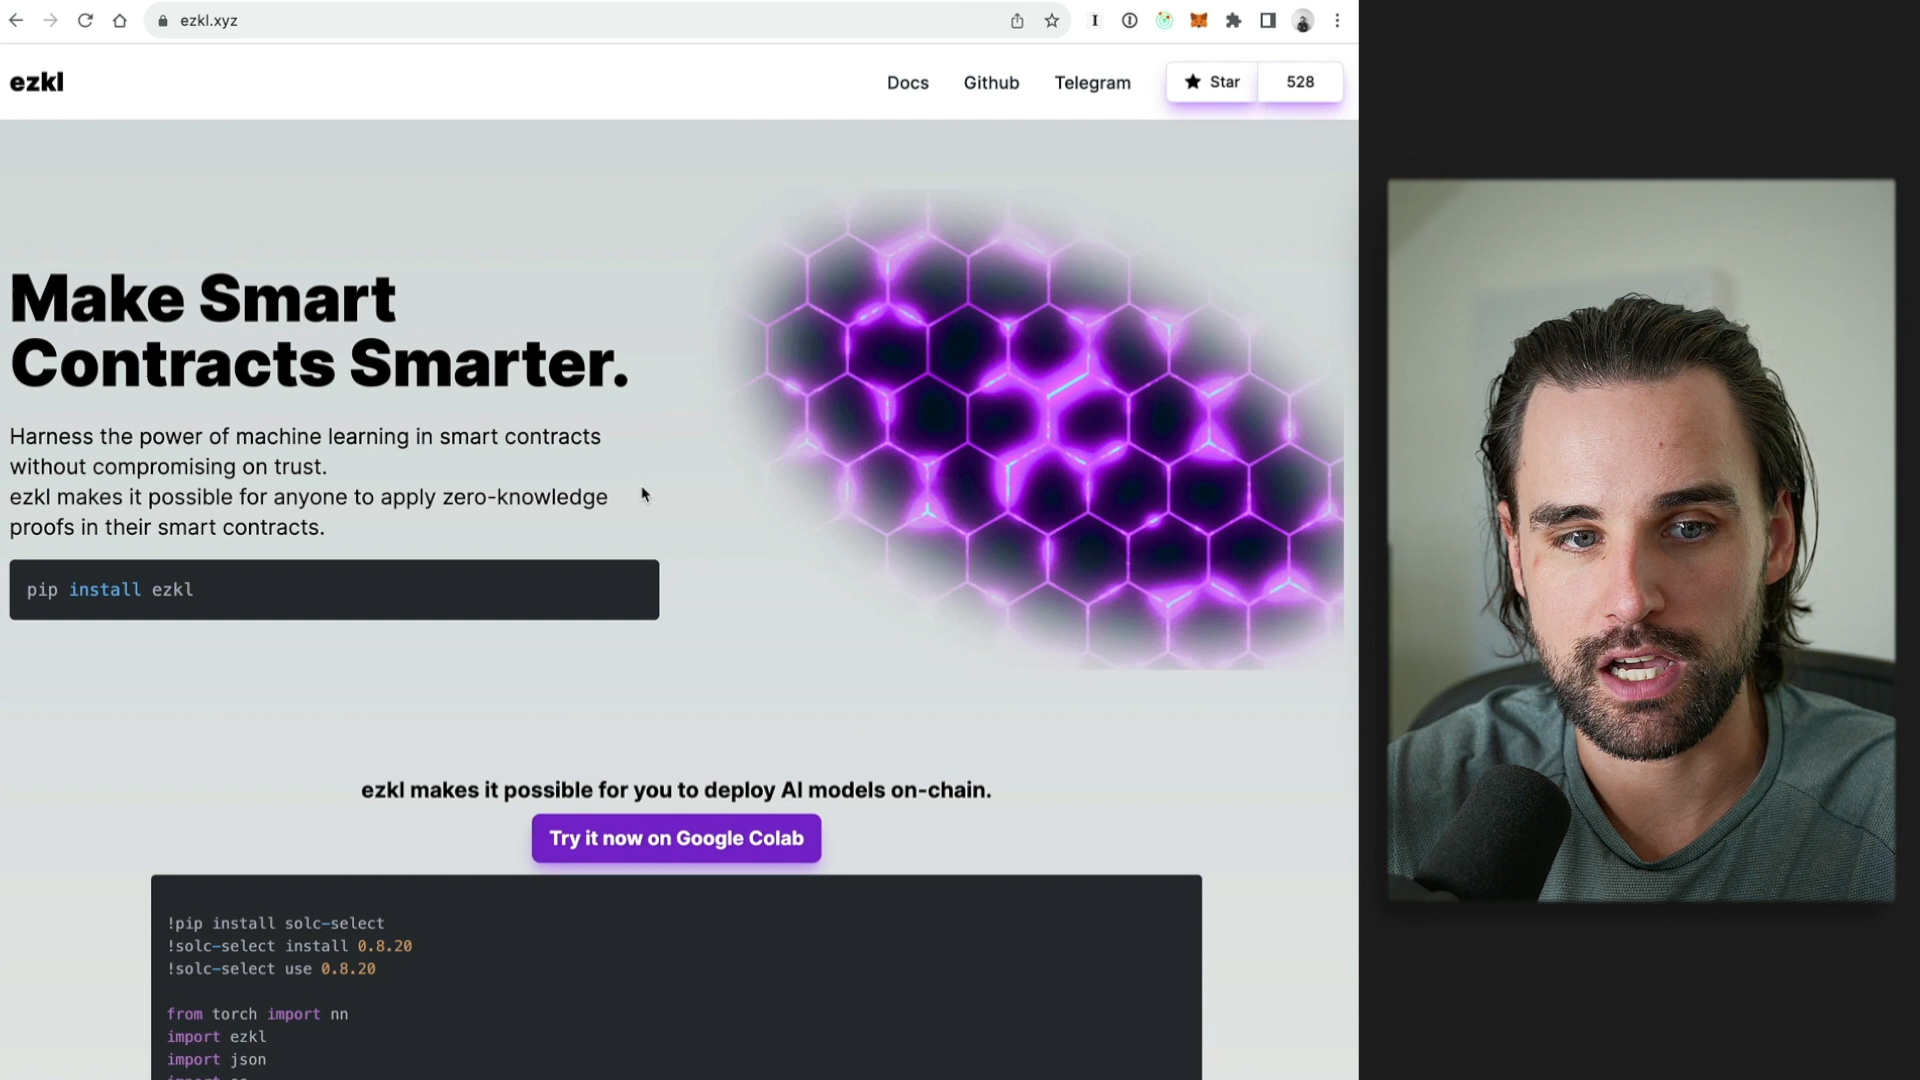 ezkl.xyz
ezkl
Docs
Github
Telegram
Star
528
Make Smart
Contracts Smarter.
Harness the power of machine learning in smart contracts
without compromising on trust.
ezkl makes it possible for anyone to apply zero-knowledge
proofs in their smart contracts.
pip install ezkl
ezkl makes it possible for you to deploy AI models on-chain.
Try it now on Google Colab
!pip install solc-select
!solc-select install 0.8.20
!solc-select use 0.8.20
from torch import nn
import ezkl
import json
import